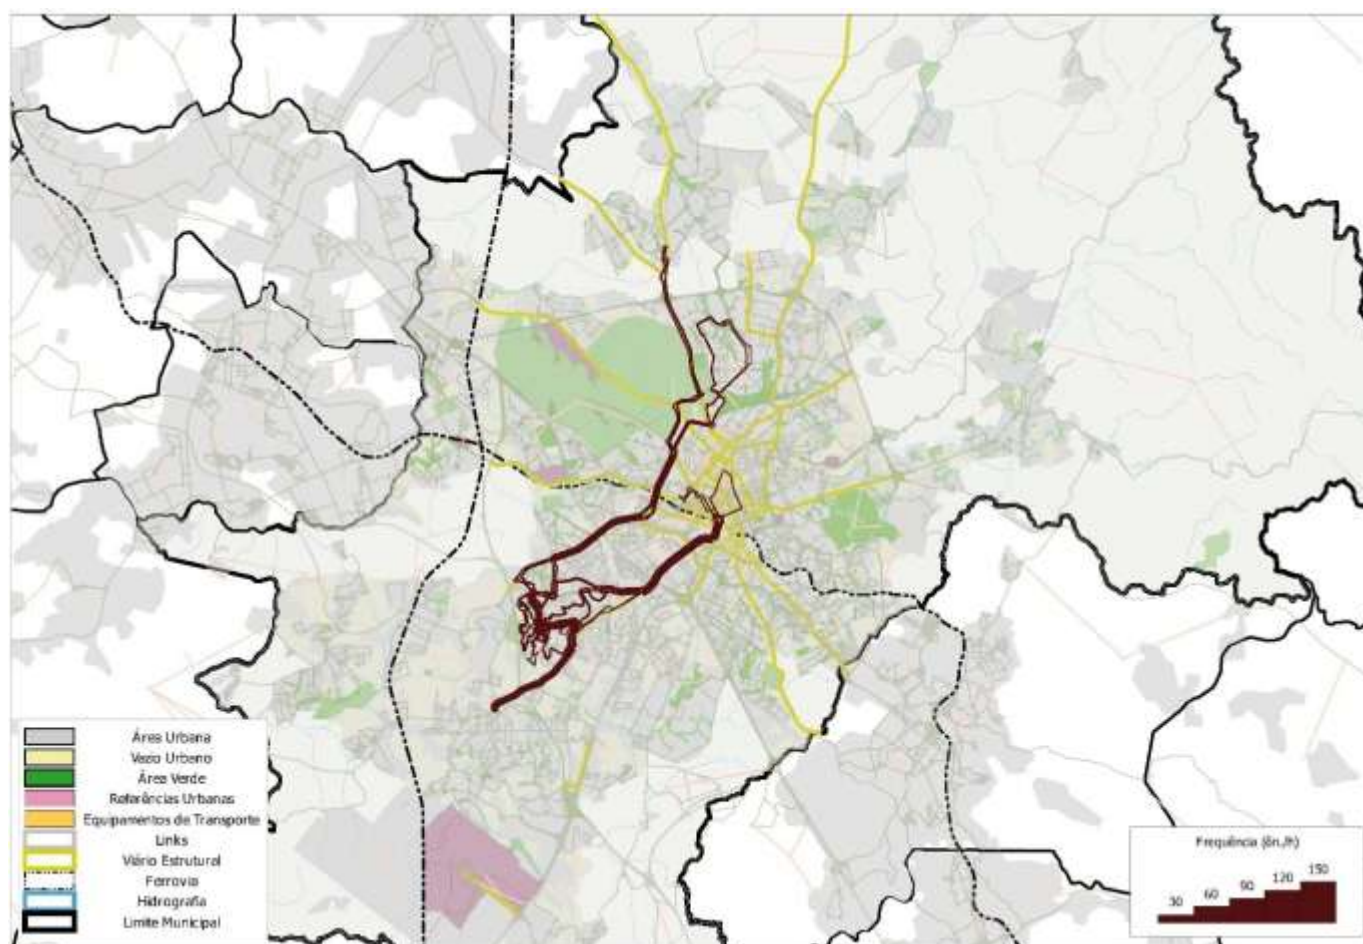 Área Urbana
Vazio Urbano
Área Verde
Referências Urbanas
Equipamentos de Transporte
Links
Viário Estrutural
Ferrovia
Hidrografia
Limite Municipal
Frequência (ôn./h)
30 60 90 120 150